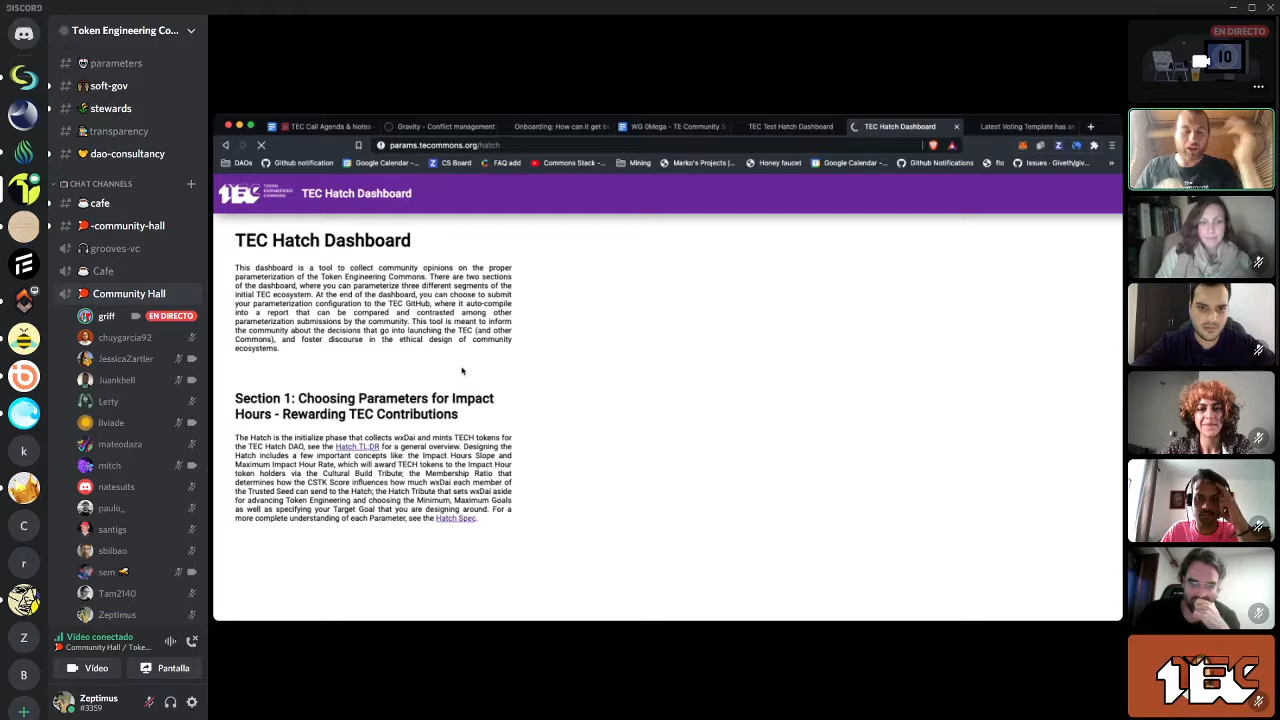 DISCORD
Token Engineering Co...
parameters
soft-gov
stewards
transparency
dao-contributor
CHAT CHANNELS
cafe
-community-hall
grooves-vc
Cafe
Community Hall
griff EN DIRECTO
chuygarcia92
JessicaZartler
Juankbell
Letty
liviade
mateodaza
mitch
natesuits
paulo_
santigs
sbilbao
sem
Tam2140
Zeptimus
Vídeo conectado
Community Hall / Toke...
Vídeo
Pantalla
Zeptimus
#3359
k
C
r
Z
B
TEC Call Agenda & Notes -
Gravity - Conflict management
Onboarding: How can it get b
WG 0Mega - TE Community S
TEC Test Hatch Dashboard
TEC Hatch Dashboard
Latest Voting Template has an
params.tecommons.org/hatch
DAOs
Github notification
Google Calendar -...
CS Board
FAQ add
Commons Stack -...
Mining
Marko's Projects |...
Honey faucet
Google Calendar -...
Github Notifications
flo
Issues · Giveth/giv...
TEC TOKEN ENGINEERING COMMONS
TEC Hatch Dashboard
TEC Hatch Dashboard
This dashboard is a tool to collect community opinions on the proper
parameterization of the Token Engineering Commons. There are two sections
of the dashboard, where you can parameterize three different segments of the
initial TEC ecosystem. At the end of the dashboard, you can choose to submit
your parameterization configuration to the TEC GitHub, where it auto-compile
into a report that can be compared and contrasted among other
parameterization submissions by the community. This tool is meant to inform
the community about the decisions that go into launching the TEC (and other
Commons), and foster discourse in the ethical design of community
ecosystems.
Section 1: Choosing Parameters for Impact
Hours - Rewarding TEC Contributions
The Hatch is the initialize phase that collects wxDai and mints TECH tokens for
the TEC Hatch DAO, see the Hatch TL;DR for a general overview. Designing the
Hatch includes a few important concepts like: the Impact Hours Slope and
Maximum Impact Hour Rate, which will award TECH tokens to the Impact Hour
token holders via the Cultural Build Tribute; the Membership Ratio that
determines how the CSTK Score influences how much wxDai each member of
the Trusted Seed can send to the Hatch; the Hatch Tribute that sets wxDai aside
for advancing Token Engineering and choosing the Minimum, Maximum Goals
as well as specifying your Target Goal that you are designing around. For a
more complete understanding of each Parameter, see the Hatch Spec.
EN DIRECTO
10
The
Commons
TEC